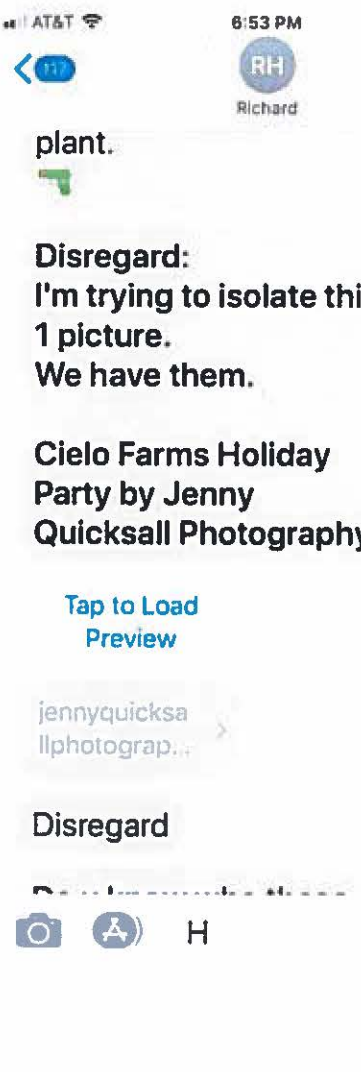 AT&T
6:53 PM
117
RH
Richard
plant.
Disregard:
I'm trying to isolate thi
1 picture.
We have them.
Cielo Farms Holiday
Party by Jenny
Quicksall Photography
Tap to Load
Preview
jennyquicksa
llphotograp...
Disregard
H